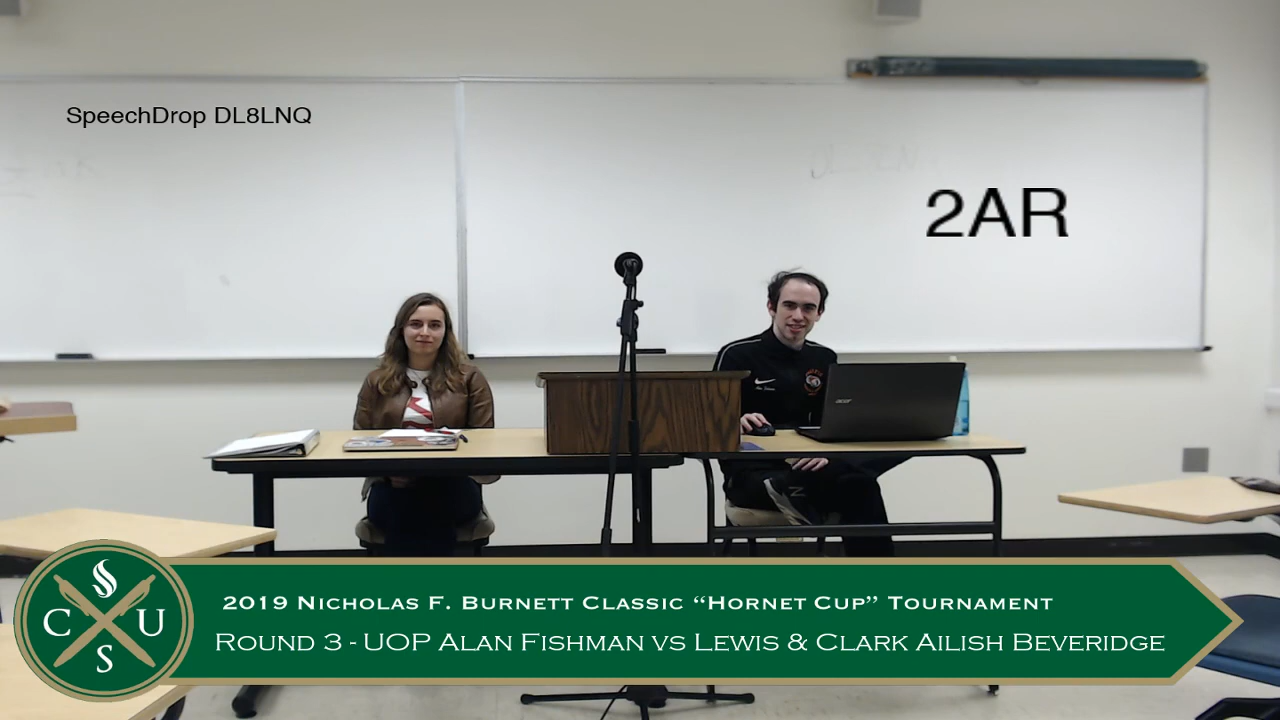 SpeechDrop DL8LNQ
2AR
acer
C S U S
2019 Nicholas F. Burnett Classic “Hornet Cup” Tournament
Round 3 - UOP Alan Fishman vs Lewis & Clark Ailish Beveridge